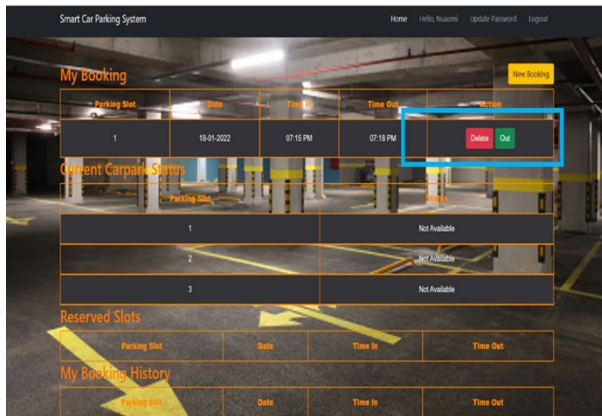 Smart Car Parking System Home Hello, Nuaomi Update Password Logout
My Booking New Booking
Parking Slot Date Time In Time Out Action
1 18-01-2022 07:15 PM 07:18 PM Delete Out
Current Carpark Status
Parking Slot Status
1 Not Available
2 Not Available
3 Not Available
Reserved Slots
Parking Slot Date Time In Time Out
My Booking History
Parking Slot Date Time In Time Out